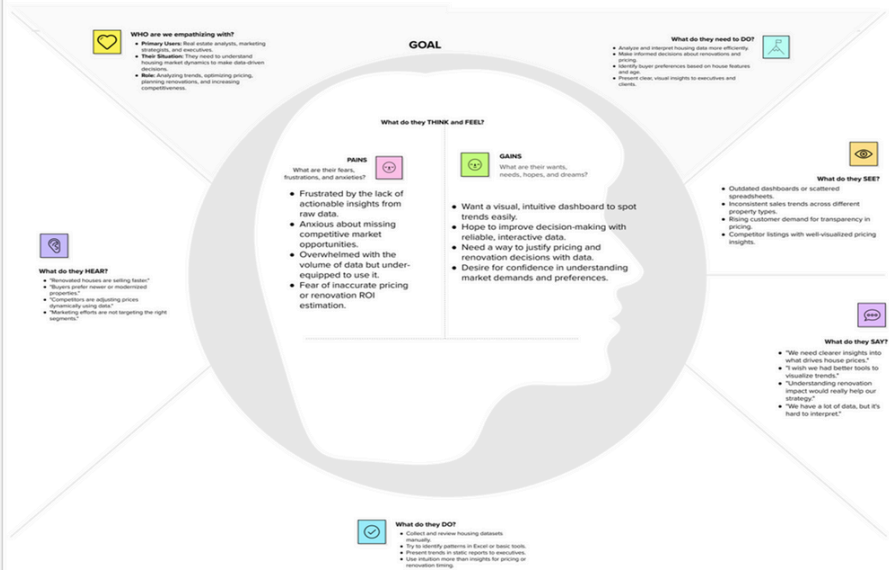 WHO are we empathizing with?
• Primary Users: Real estate analysts, marketing
strategists, and executives.
• Their Situation: They need to understand
housing market dynamics to make data-driven
decisions.
• Role: Analyzing trends, optimizing pricing,
planning renovations, and increasing
competitiveness.
GOAL
What do they need to DO?
• Analyze and interpret housing data more efficiently.
• Make informed decisions about renovations and
pricing.
• Identify buyer preferences based on house features
and age.
• Present clear, visual insights to executives and
clients.
What do they THINK and FEEL?
PAINS
What are their fears,
frustrations, and anxieties?
• Frustrated by the lack of
actionable insights from
raw data.
• Anxious about missing
competitive market
opportunities.
• Overwhelmed with the
volume of data but under-
equipped to use it.
• Fear of inaccurate pricing
or renovation ROI
estimation.
GAINS
What are their wants,
needs, hopes, and dreams?
• Want a visual, intuitive dashboard to spot
trends easily.
• Hope to improve decision-making with
reliable, interactive data.
• Need a way to justify pricing and
renovation decisions with data.
• Desire for confidence in understanding
market demands and preferences.
What do they SEE?
• Outdated dashboards or scattered
spreadsheets.
• Inconsistent sales trends across different
property types.
• Rising customer demand for transparency in
pricing.
• Competitor listings with well-visualized pricing
insights.
What do they HEAR?
• "Renovated houses are selling faster."
• "Buyers prefer newer or modernized
properties."
• "Competitors are adjusting prices
dynamically using data."
• "Marketing efforts are not targeting the right
segments."
What do they SAY?
• "We need clearer insights into
what drives house prices."
• "I wish we had better tools to
visualize trends."
• "Understanding renovation
impact would really help our
strategy."
• "We have a lot of data, but it's
hard to interpret."
What do they DO?
• Collect and review housing datasets
manually.
• Try to identify patterns in Excel or basic tools.
• Present trends in static reports to executives.
• Use intuition more than insights for pricing or
renovation timing.